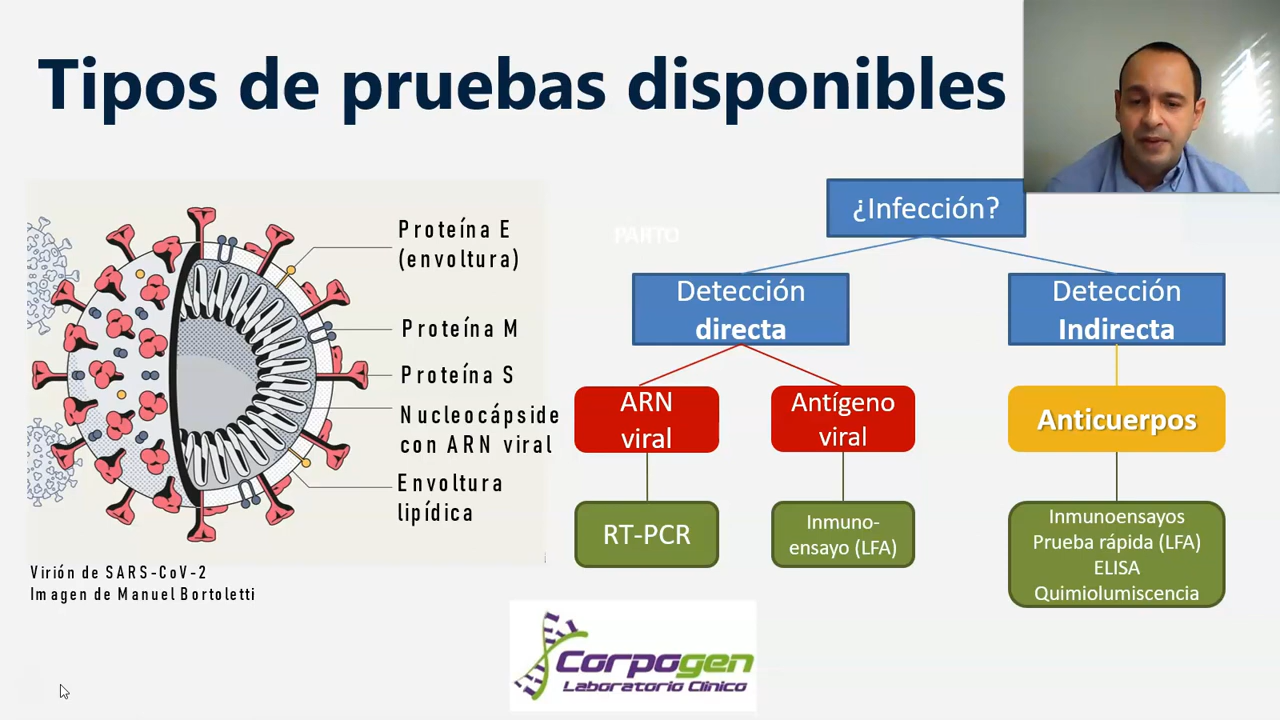 Tipos de pruebas disponibles
Proteína E
(envoltura)
Proteína M
Proteína S
Nucleocápside
con ARN viral
Envoltura
lipídica
Virión de SARS-CoV-2
Imagen de Manuel Bortoletti
PARTO
¿Infección?
Detección
directa
Detección
Indirecta
ARN
viral
Antígeno
viral
Anticuerpos
RT-PCR
Inmuno-
ensayo (LFA)
Inmunoensayos
Prueba rápida (LFA)
ELISA
Quimiolumiscencia
Corpogen
Laboratorio Clínico